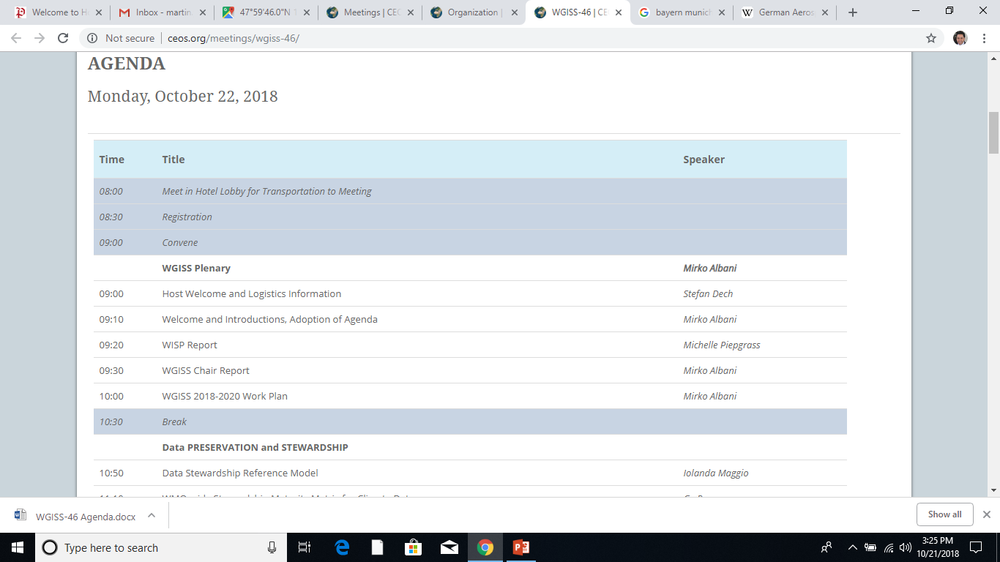 Welcome to H
Inbox - martin.
47°59'46.0"N 1
Meetings | CEO
Organization |
WGISS-46 | CE
bayern munich
German Aeros
Not secure | ceos.org/meetings/wgiss-46/
AGENDA
Monday, October 22, 2018
Time Title Speaker
08:00 Meet in Hotel Lobby for Transportation to Meeting
08:30 Registration
09:00 Convene
WGISS Plenary Mirko Albani
09:00 Host Welcome and Logistics Information Stefan Dech
09:10 Welcome and Introductions, Adoption of Agenda Mirko Albani
09:20 WISP Report Michelle Piepgrass
09:30 WGISS Chair Report Mirko Albani
10:00 WGISS 2018-2020 Work Plan Mirko Albani
10:30 Break
Data PRESERVATION and STEWARDSHIP
10:50 Data Stewardship Reference Model Iolanda Maggio
WGISS-46 Agenda.docx
Show all
Type here to search
3:25 PM
10/21/2018